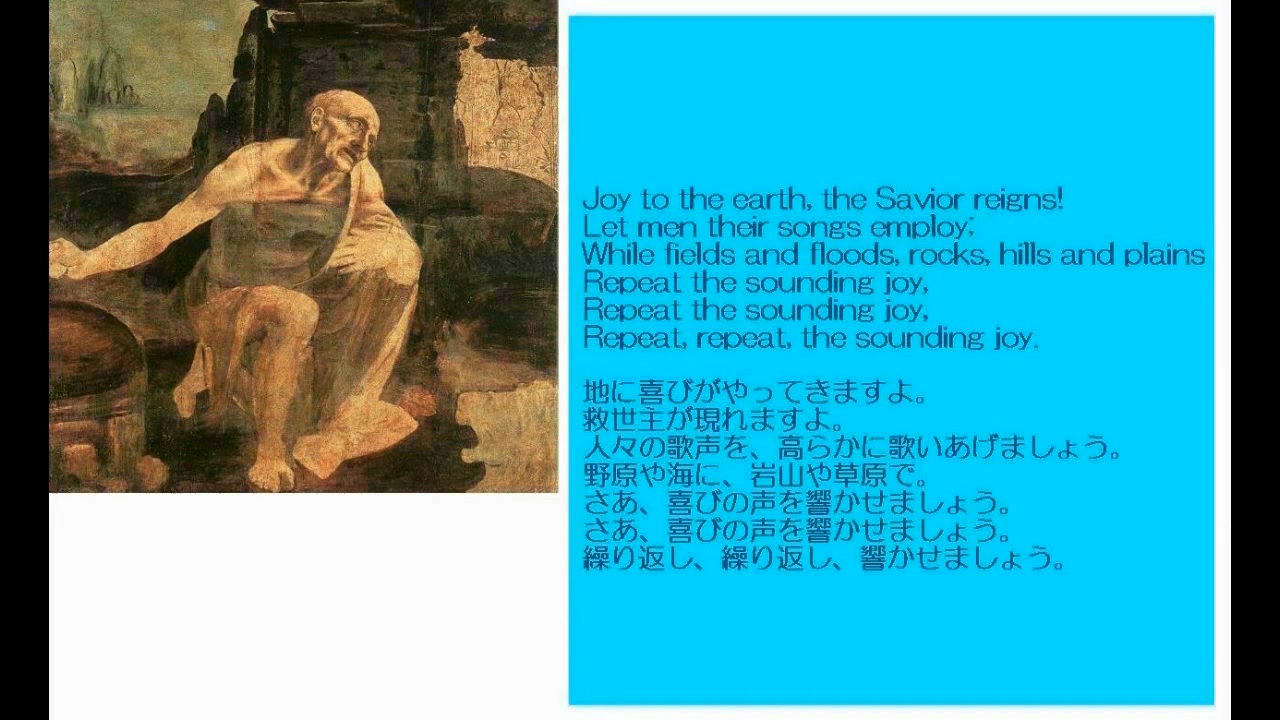 Joy to the earth, the Savior reigns!
Let men their songs employ;
While fields and floods, rocks, hills and plains
Repeat the sounding joy,
Repeat the sounding joy,
Repeat, repeat, the sounding joy.
地に喜びがやってきますよ。
救世主が現れますよ。
人々の歌声を、高らかに歌いあげましょう。
野原や海に、岩山や草原で。
さあ、喜びの声を響かせましょう。
さあ、喜びの声を響かせましょう。
繰り返し、繰り返し、響かせましょう。